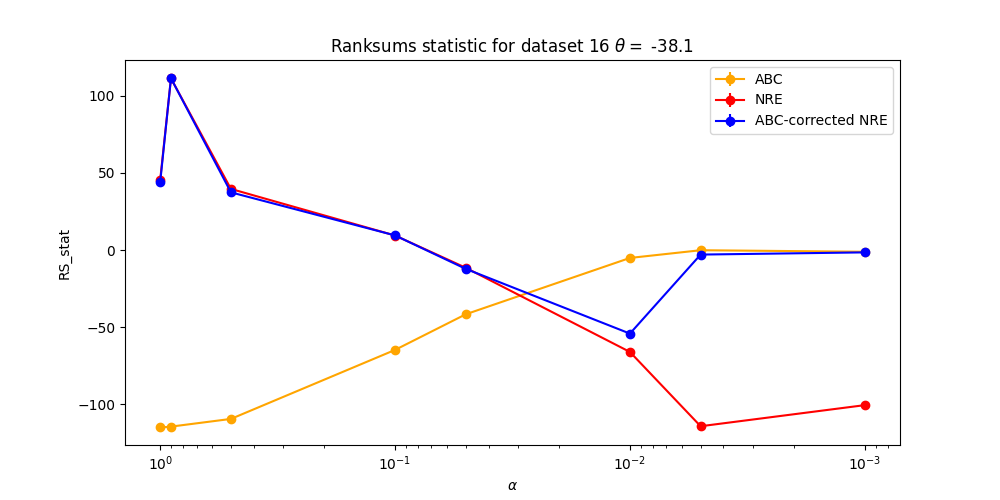 Ranksums statistic for dataset 16 θ = -38.1
ABC
NRE
ABC-corrected NRE
RS_stat
100
50
0
−50
−100
10⁰
10⁻¹
10⁻²
10⁻³
α